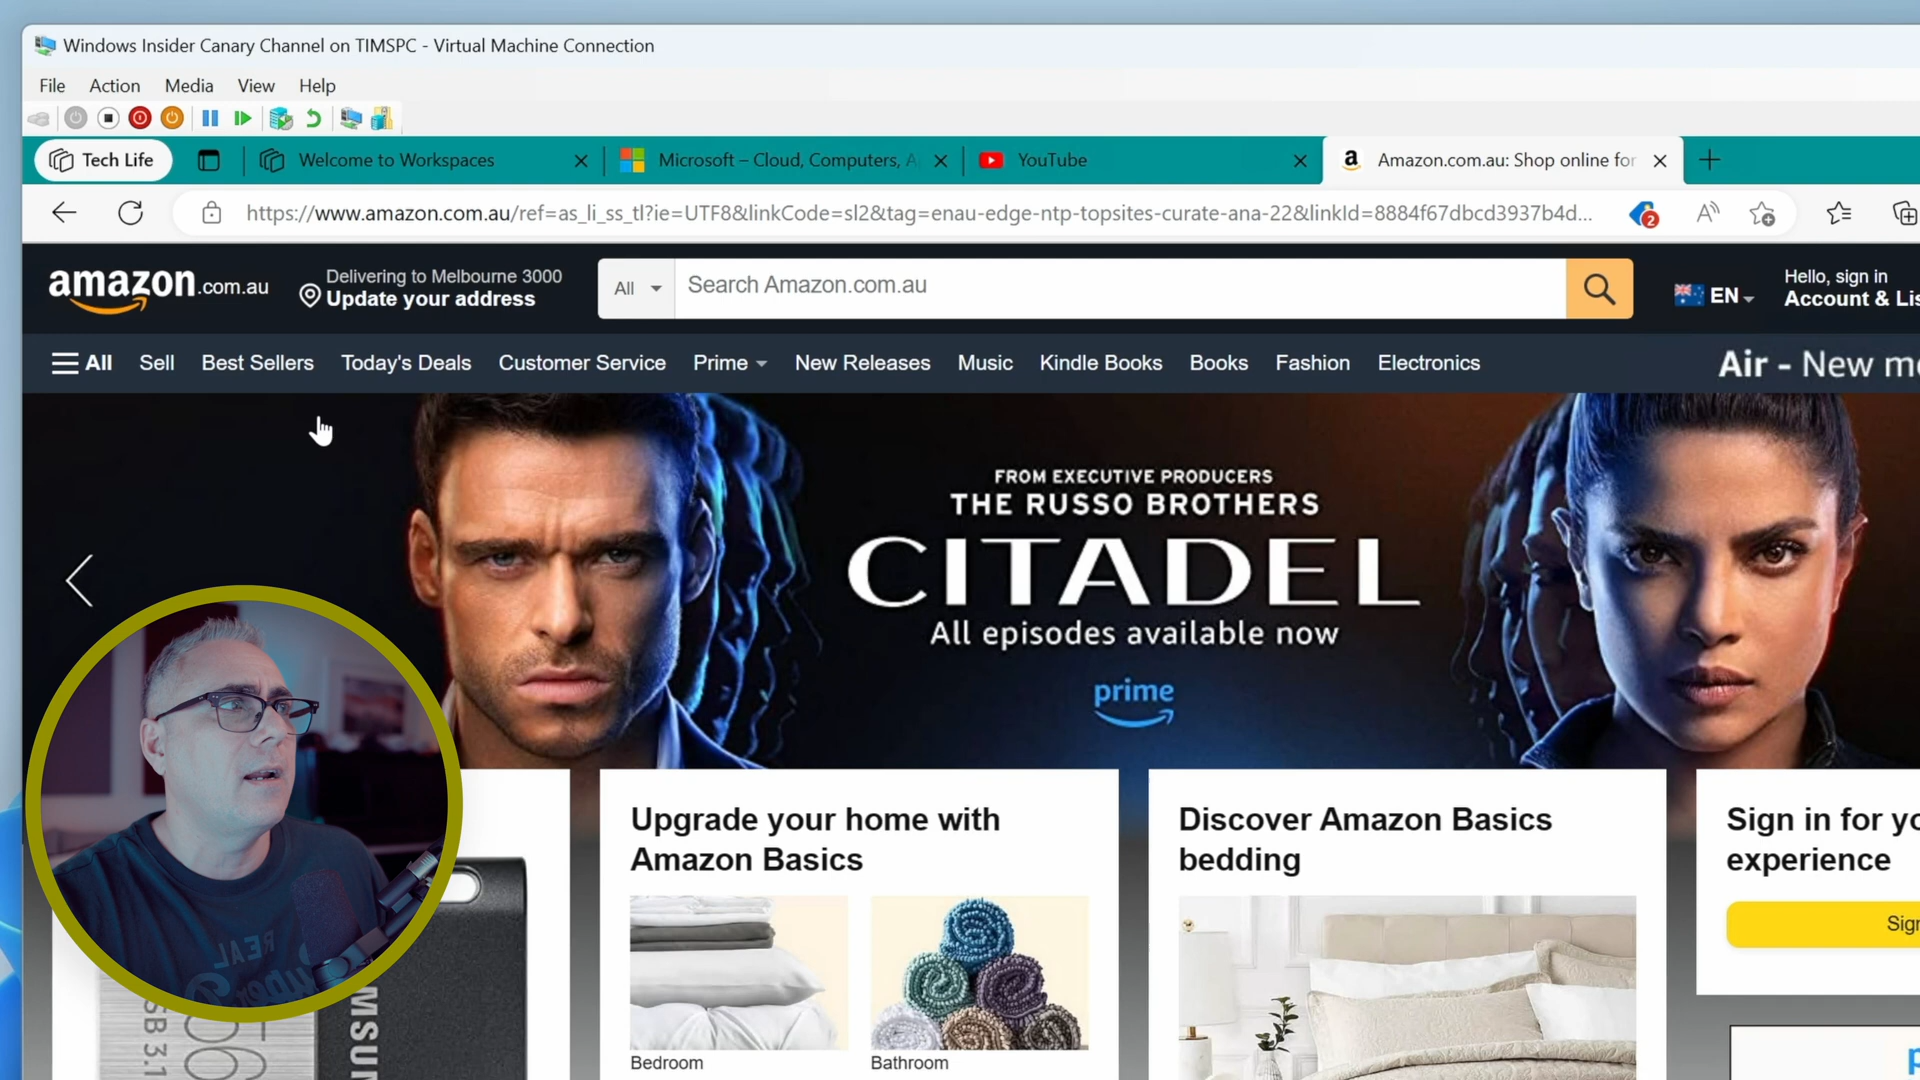 Windows Insider Canary Channel on TIMSPC - Virtual Machine Connection
File Action Media View Help
Tech Life
Welcome to Workspaces
Microsoft – Cloud, Computers, A
YouTube
Amazon.com.au: Shop online for
https://www.amazon.com.au/ref=as_li_ss_tl?ie=UTF8&linkCode=sl2&tag=enau-edge-ntp-topsites-curate-ana-22&linkId=8884f67dbcd3937b4d...
2
amazon.com.au
Delivering to Melbourne 3000
Update your address
All
Search Amazon.com.au
EN
Hello, sign in
Account & Lis
All Sell Best Sellers Today's Deals Customer Service Prime New Releases Music Kindle Books Books Fashion Electronics
Air - New
FROM EXECUTIVE PRODUCERS
THE RUSSO BROTHERS
CITADEL
All episodes available now
prime
Upgrade your home with
Amazon Basics
Bedroom
Bathroom
Discover Amazon Basics
bedding
Sign in for yo
experience
Sign
REAL